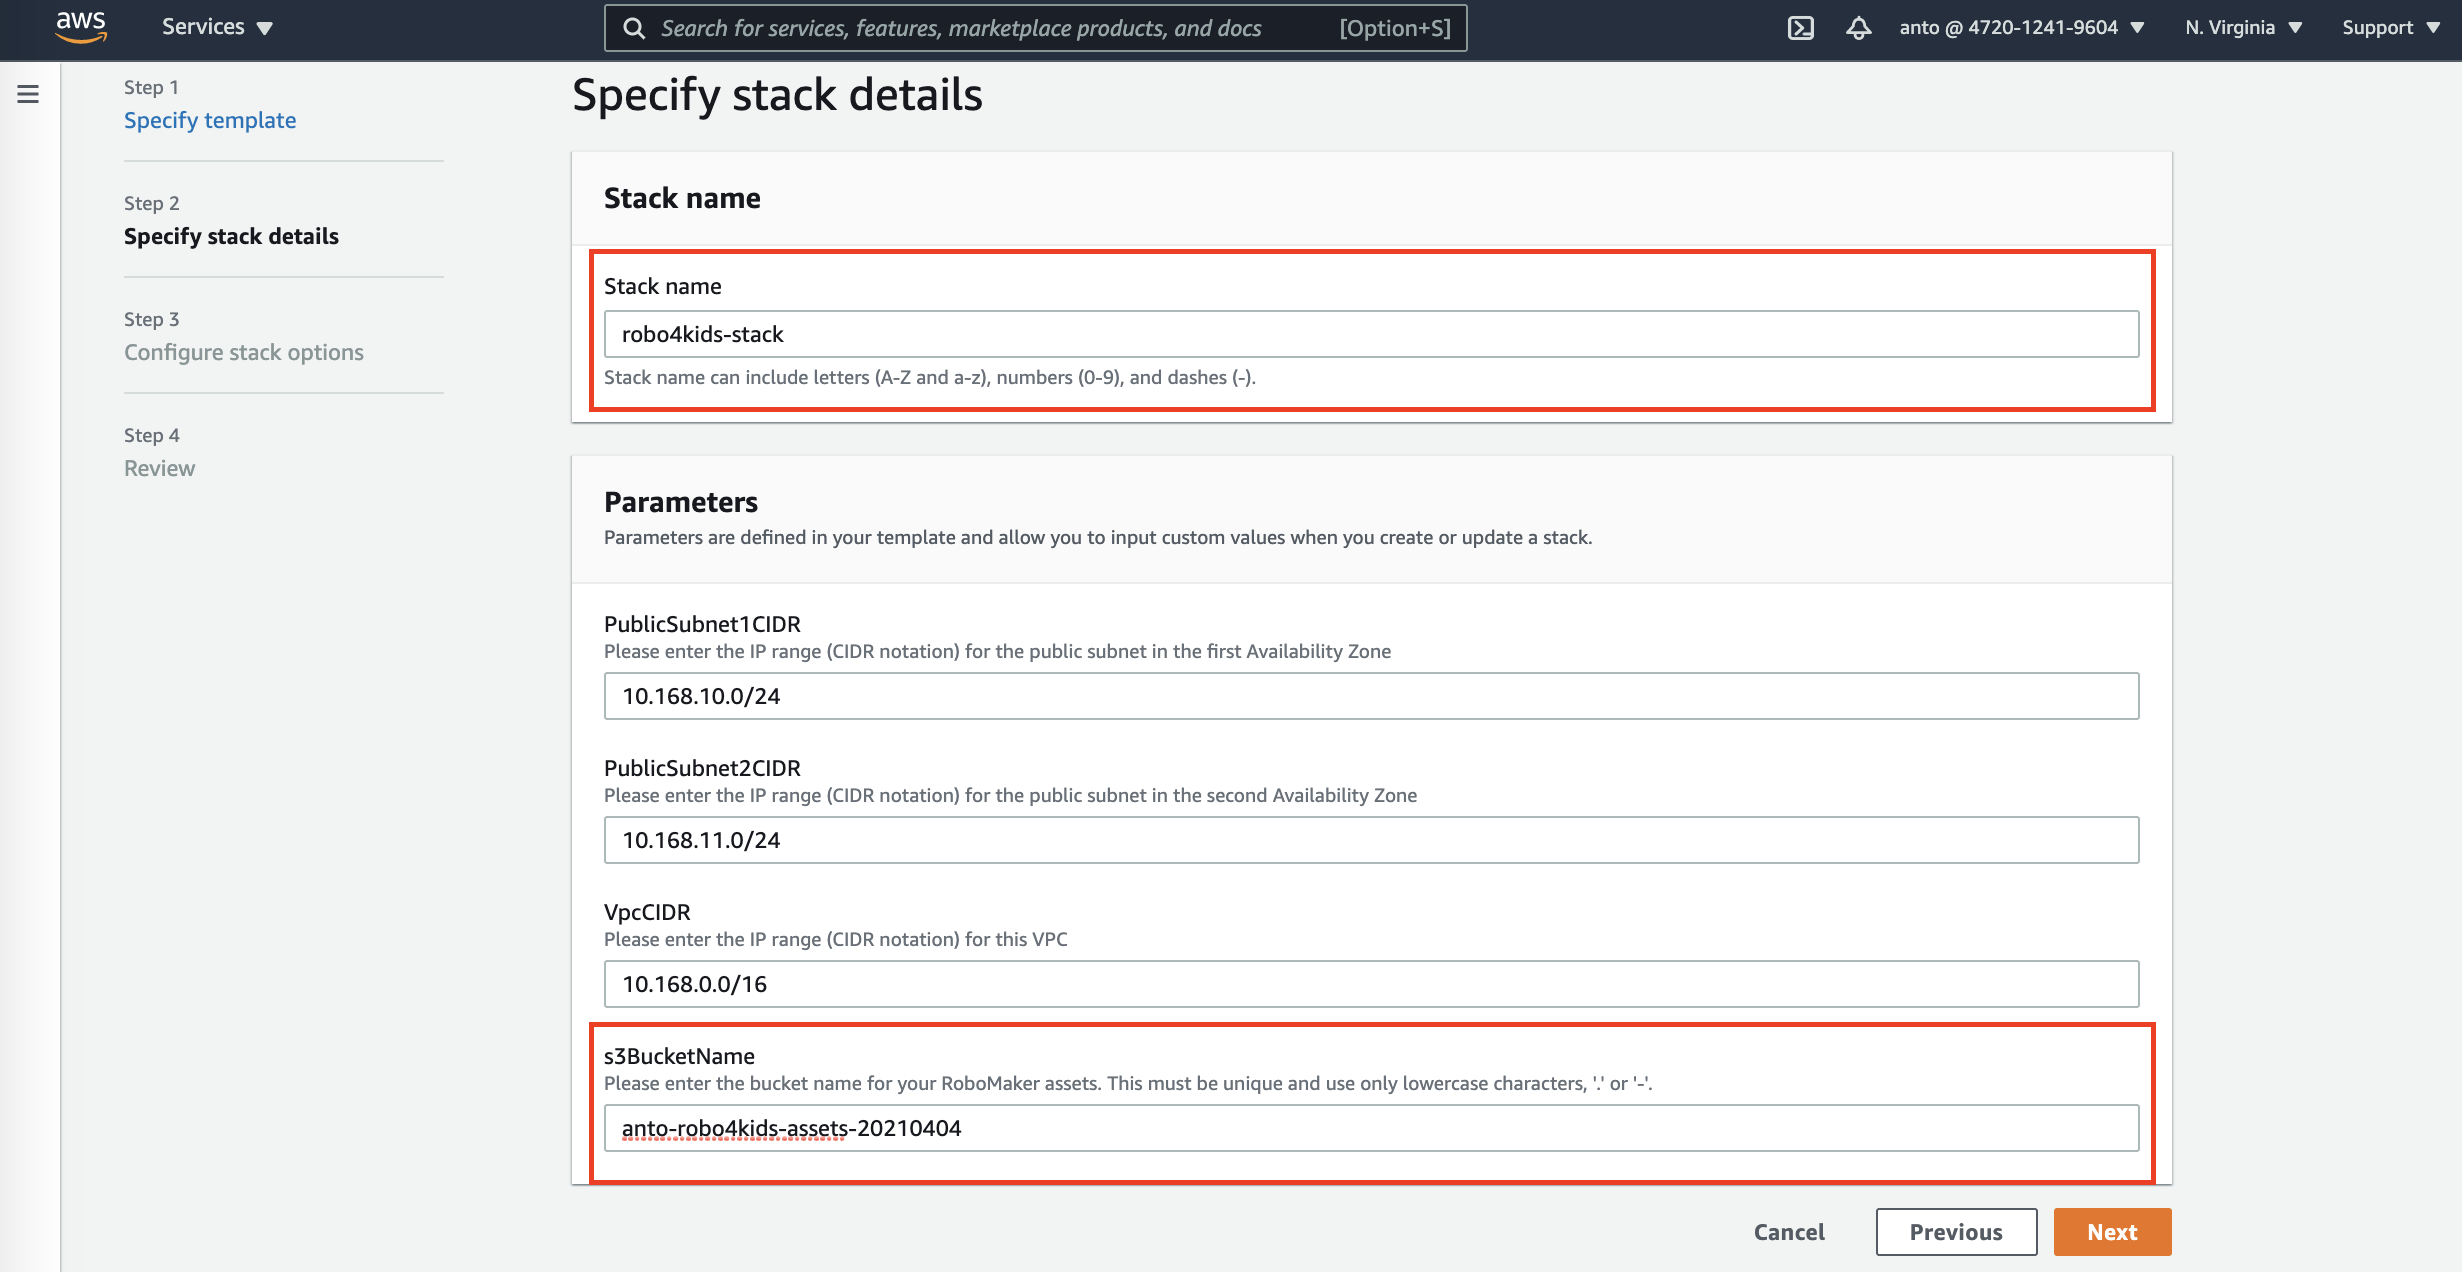 aws
Services ▼
Search for services, features, marketplace products, and docs [Option+S]
anto @ 4720-1241-9604 ▼
N. Virginia ▼
Support ▼
Step 1
Specify template
Step 2
Specify stack details
Step 3
Configure stack options
Step 4
Review
Specify stack details
Stack name
Stack name
robo4kids-stack
Stack name can include letters (A-Z and a-z), numbers (0-9), and dashes (-).
Parameters
Parameters are defined in your template and allow you to input custom values when you create or update a stack.
PublicSubnet1CIDR
Please enter the IP range (CIDR notation) for the public subnet in the first Availability Zone
10.168.10.0/24
PublicSubnet2CIDR
Please enter the IP range (CIDR notation) for the public subnet in the second Availability Zone
10.168.11.0/24
VpcCIDR
Please enter the IP range (CIDR notation) for this VPC
10.168.0.0/16
s3BucketName
Please enter the bucket name for your RoboMaker assets. This must be unique and use only lowercase characters, '.' or '-'.
anto-robo4kids-assets-20210404
Cancel
Previous
Next